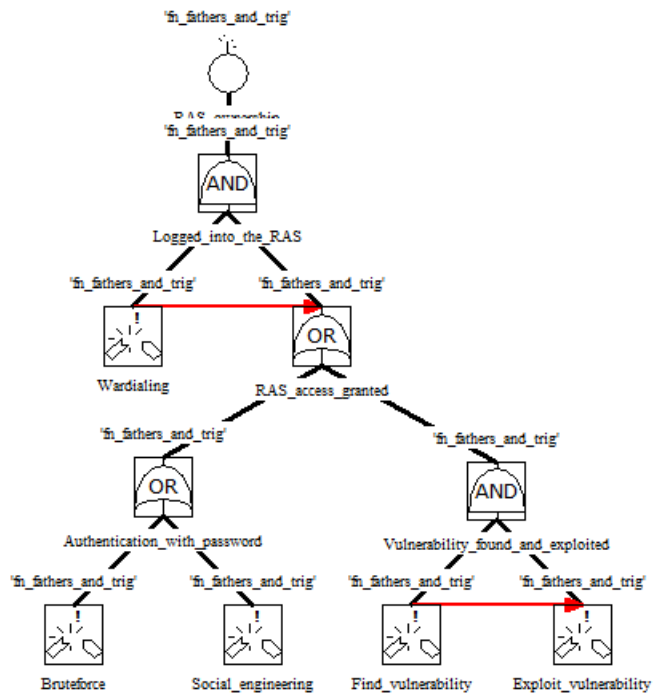 'fn_fathers_and_trig'
RAS_ownership
'fn_fathers_and_trig'
AND
Logged_into_the_RAS
'fn_fathers_and_trig' 'fn_fathers_and_trig'
!
OR
Wardialing
RAS_access_granted
'fn_fathers_and_trig' 'fn_fathers_and_trig'
OR AND
Authentication_with_password Vulnerability_found_and_exploited
'fn_fathers_and_trig' 'fn_fathers_and_trig' 'fn_fathers_and_trig' 'fn_fathers_and_trig'
! ! ! !
Bruteforce Social_engineering Find_vulnerability Exploit_vulnerability